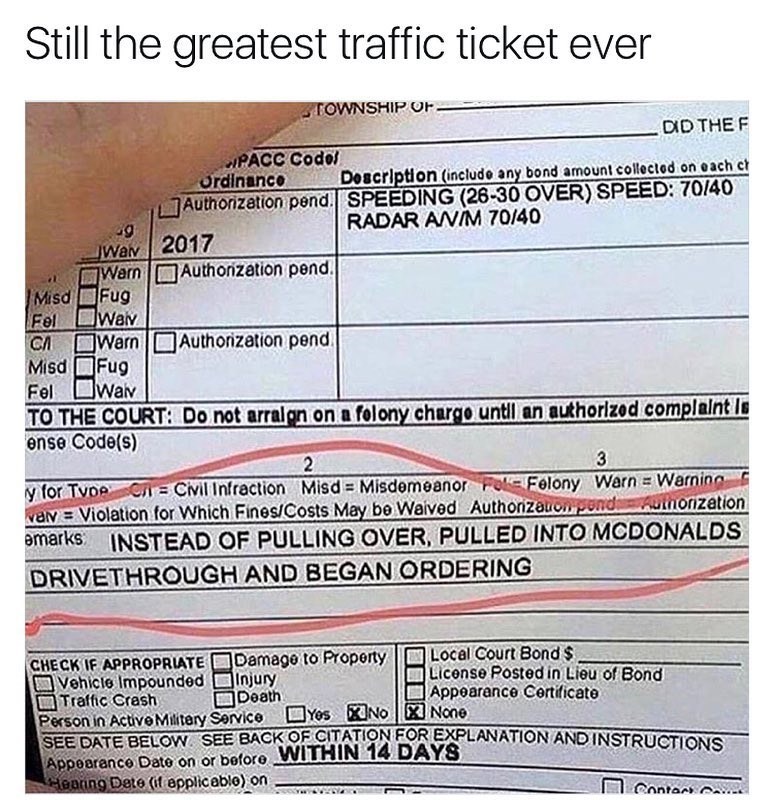 Still the greatest traffic ticket ever
TOWNSHIP OF
DID THE F
PACC Code/
Ordinance
Description (include any bond amount collected on each ch
Authorization pend.
SPEEDING (26-30 OVER) SPEED: 70/40
RADAR A/V/M 70/40
Waiv
2017
Warn
Authorization pend.
Misd
Fug
Fel
Waiv
C/I
Warn
Authorization pend.
Misd
Fug
Fel
Waiv
TO THE COURT: Do not arraign on a felony charge until an authorized complaint is
ense Code(s)
2
3
y for Type C/I = Civil Infraction Misd = Misdemeanor Fel = Felony Warn = Warning F
Waiv = Violation for Which Fines/Costs May be Waived Authorization pend = Authorization
emarks: INSTEAD OF PULLING OVER, PULLED INTO MCDONALDS
DRIVETHROUGH AND BEGAN ORDERING
CHECK IF APPROPRIATE Damage to Property
Local Court Bond $
Vehicle Impounded Injury
License Posted in Lieu of Bond
Traffic Crash Death
Appearance Certificate
Person in Active Military Service Yes X No
X None
SEE DATE BELOW. SEE BACK OF CITATION FOR EXPLANATION AND INSTRUCTIONS
Appearance Date on or before WITHIN 14 DAYS
Hearing Date (if applicable) on
Contact Court